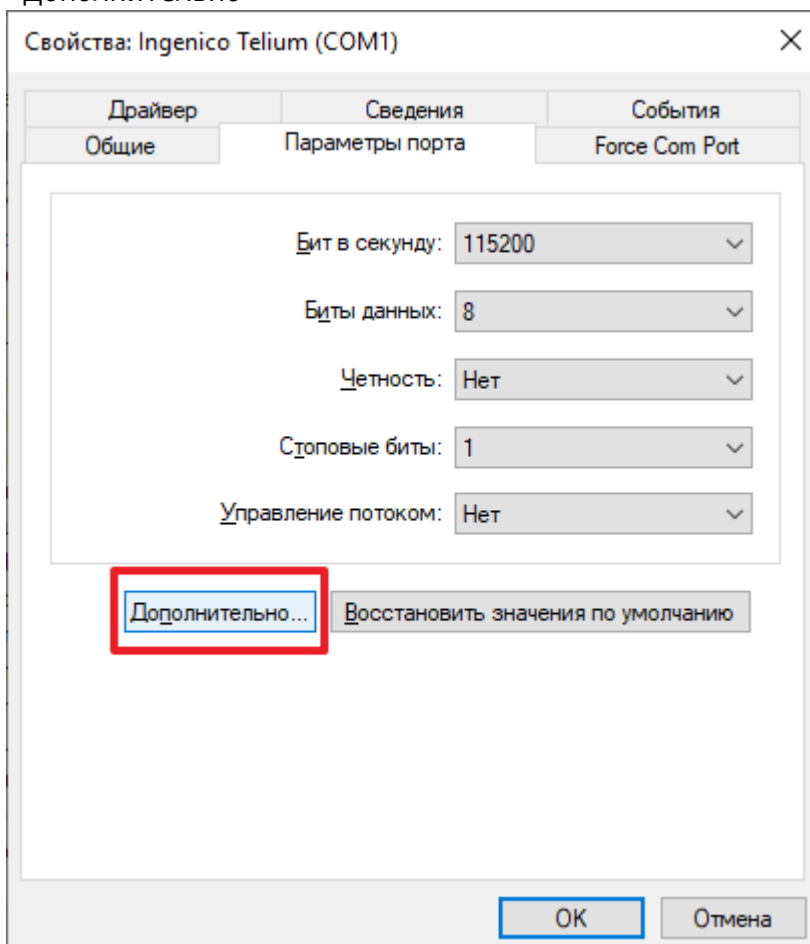 дополнительно
Свойства: Ingenico Telium (COM1)
Драйвер Сведения События
Общие Параметры порта Force Com Port
Бит в секунду: 115200
Биты данных: 8
Четность: Нет
Стоповые биты: 1
Управление потоком: Нет
Дополнительно... Восстановить значения по умолчанию
OK Отмена